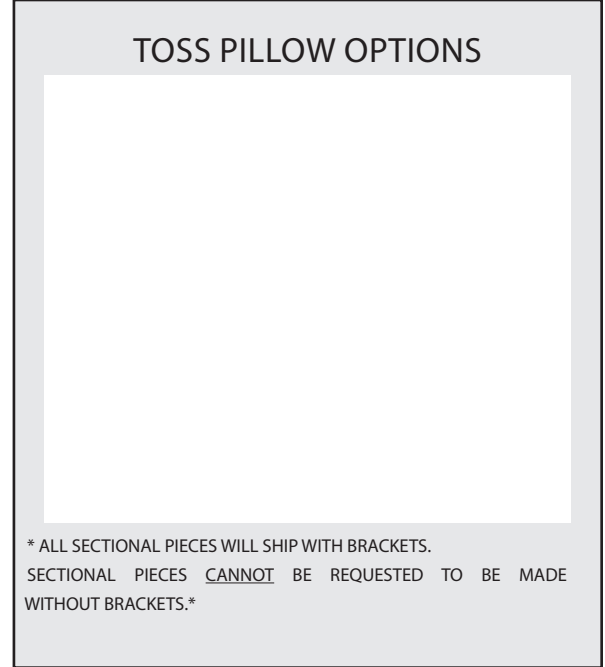 TOSS PILLOW OPTIONS
* ALL SECTIONAL PIECES WILL SHIP WITH BRACKETS.
SECTIONAL PIECES CANNOT BE REQUESTED TO BE MADE
WITHOUT BRACKETS.*